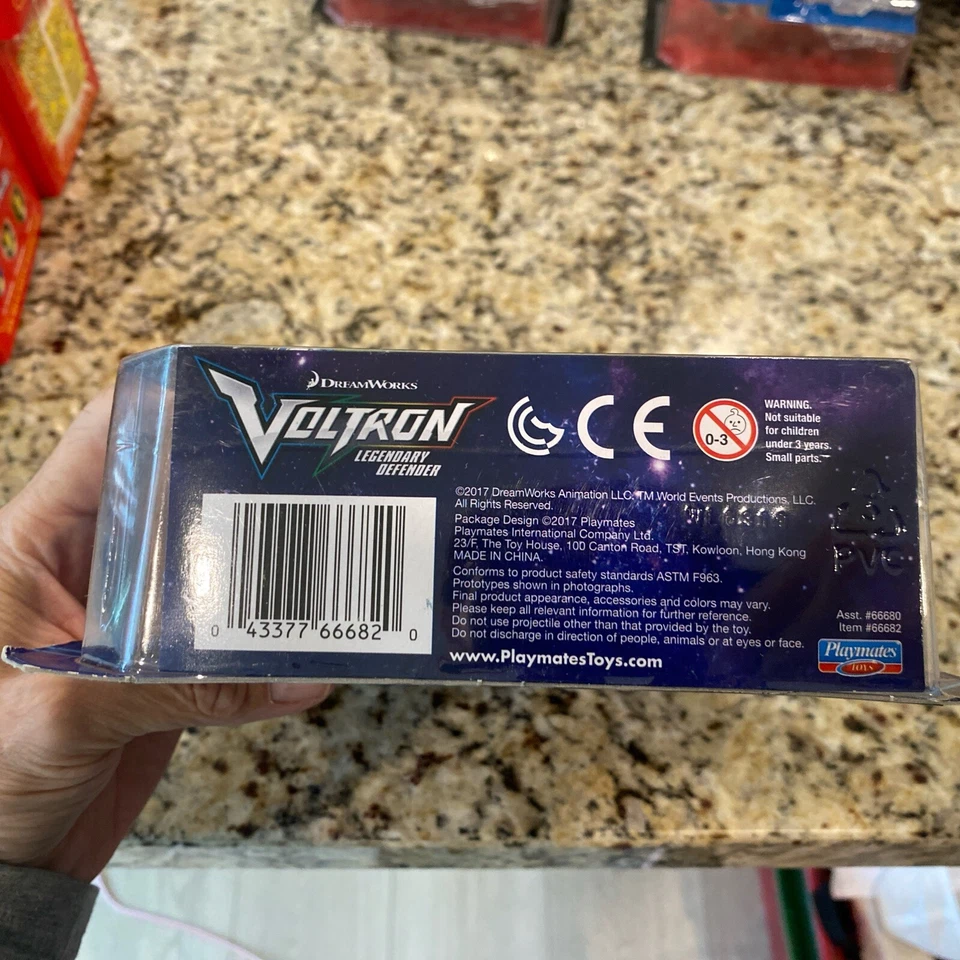 DREAMWORKS
VOLTRON
LEGENDARY
DEFENDER
CE
0-3
WARNING.
Not suitable
for children
under 3 years.
Small parts.
©2017 DreamWorks Animation LLC, TM World Events Productions, LLC.
All Rights Reserved.
Package Design ©2017 Playmates
Playmates International Company Ltd.
23/F, The Toy House, 100 Canton Road, TST, Kowloon, Hong Kong
MADE IN CHINA.
Conforms to product safety standards ASTM F963.
Prototypes shown in photographs.
Final product appearance, accessories and colors may vary.
Please keep all relevant information for further reference.
Do not use projectile other than that provided by the toy.
Do not discharge in direction of people, animals or at eyes or face.
www.PlaymatesToys.com
0 43377 66682 0
PVC
Asst. #66680
Item #66682
Playmates
TOYS